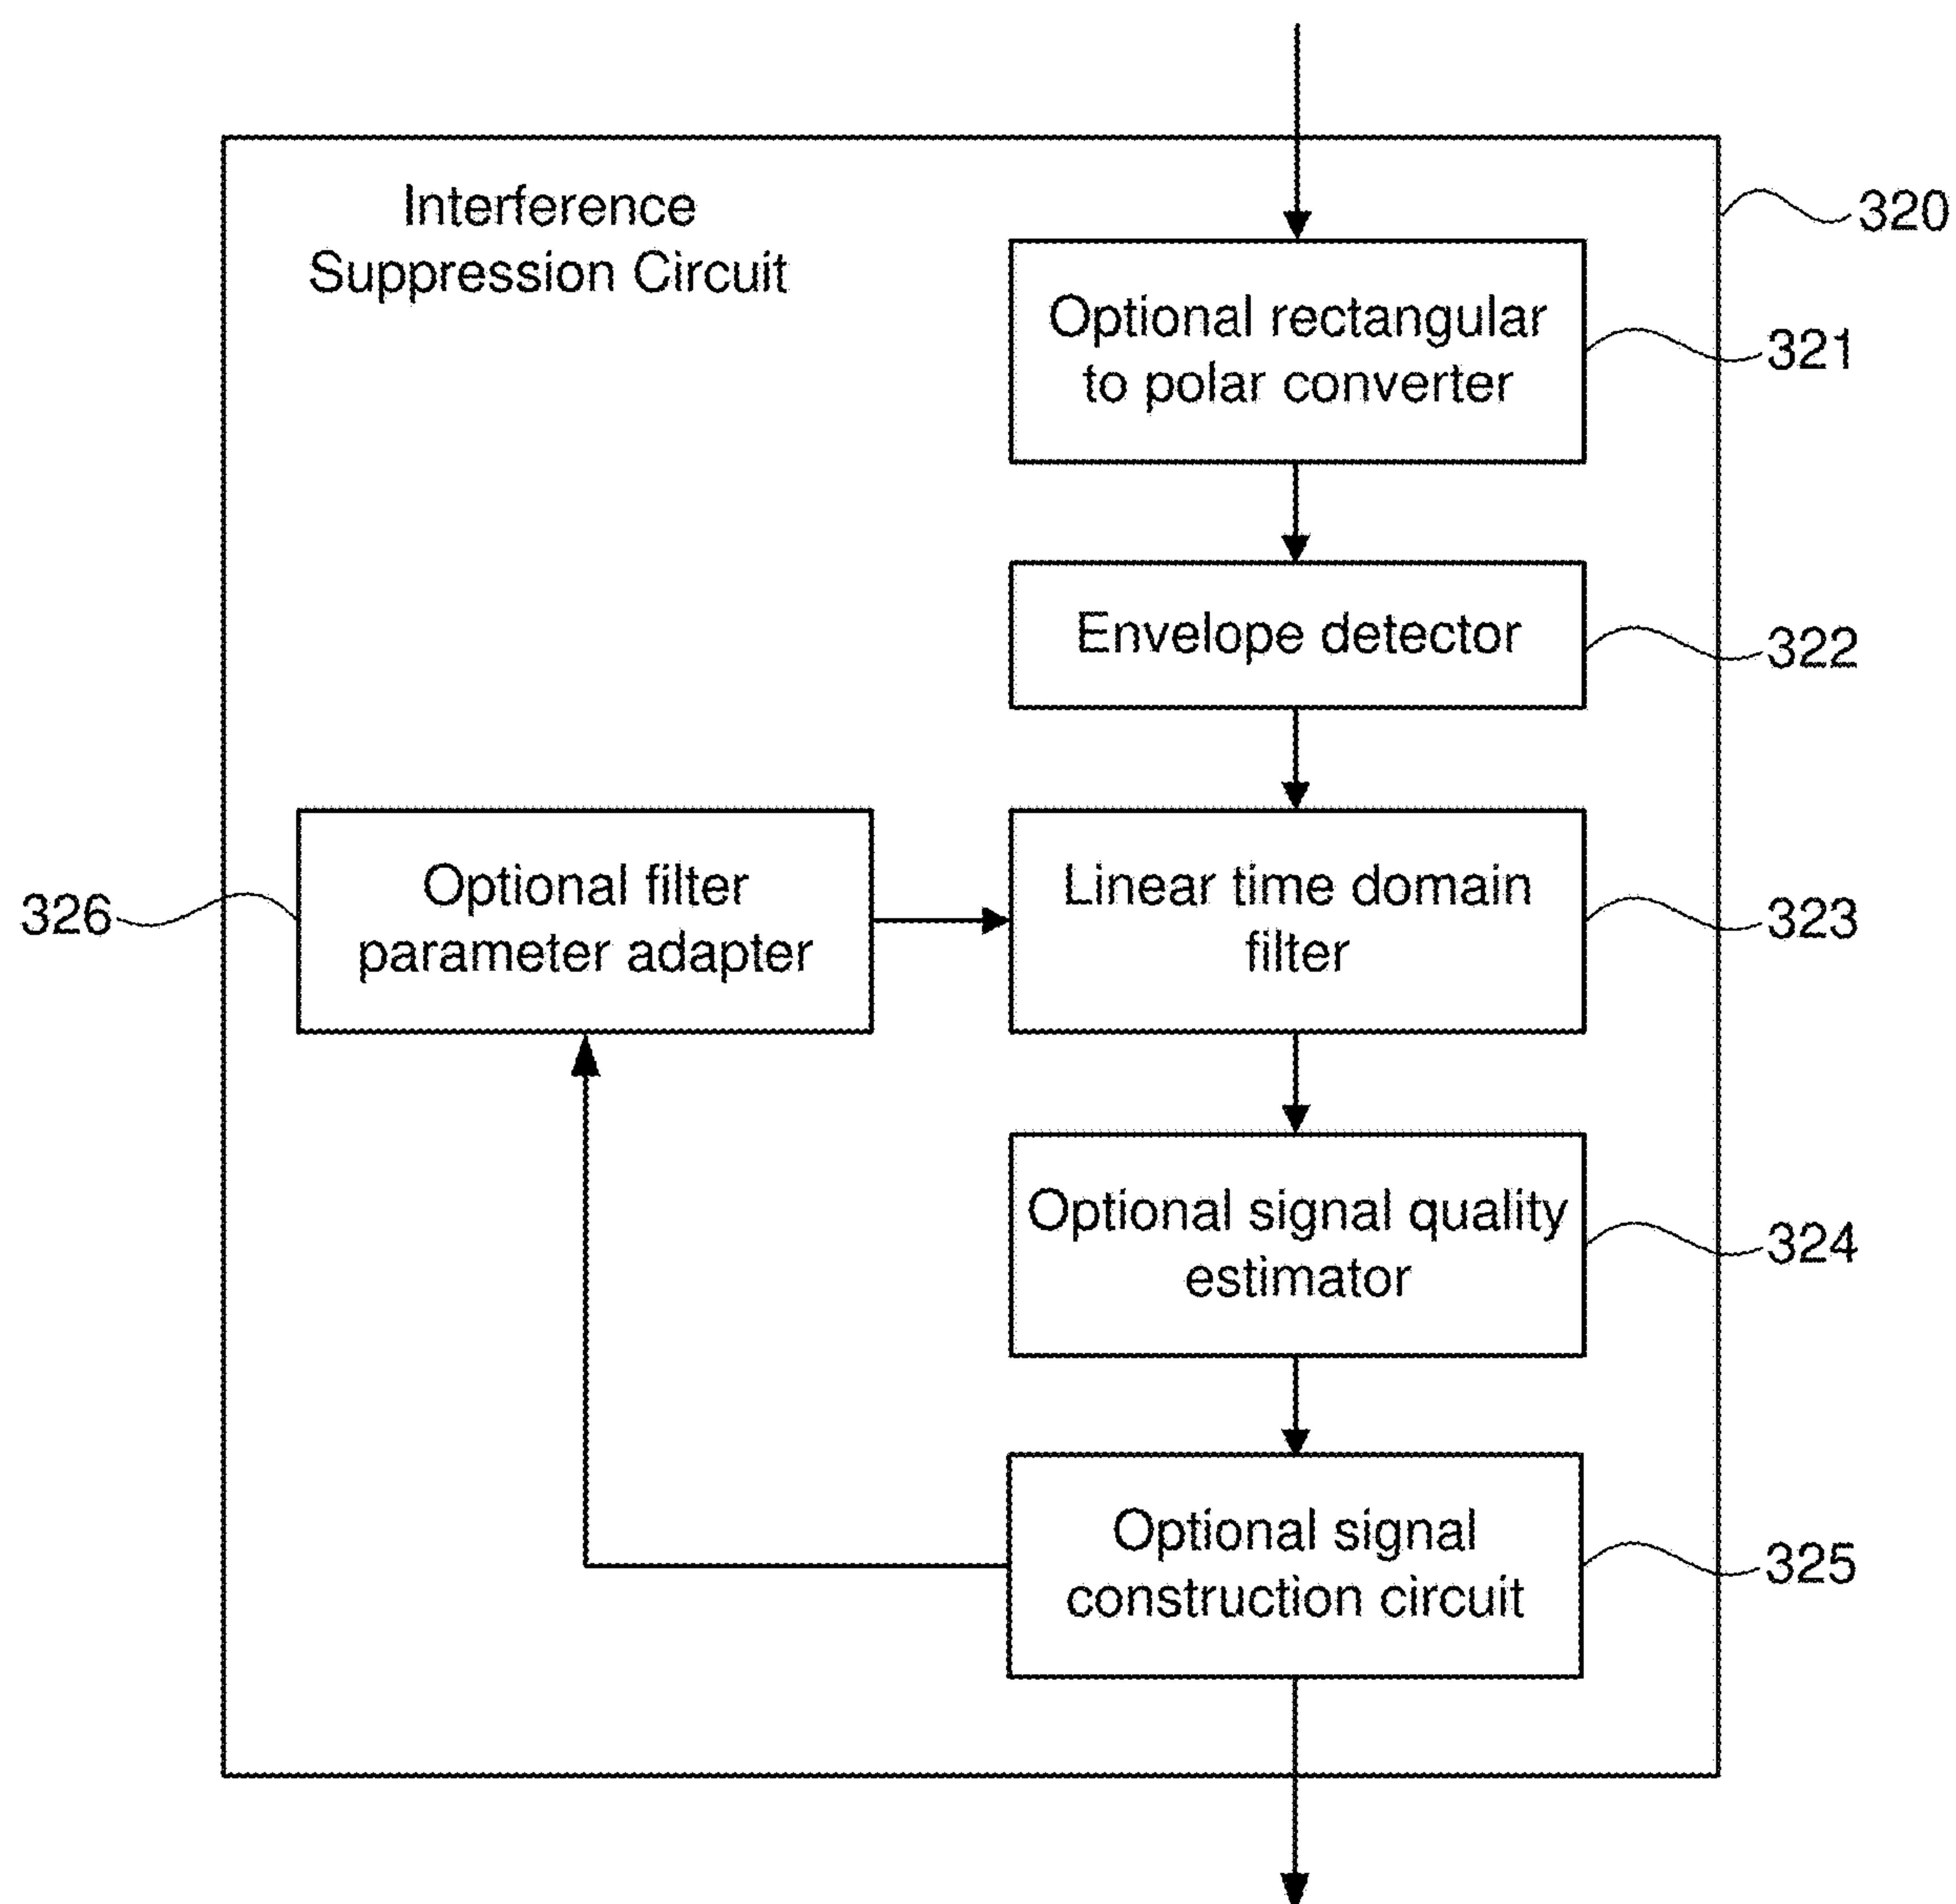 Interference
Suppression Circuit
320
Optional rectangular
to polar converter
321
Envelope detector
322
Optional filter
parameter adapter
326
Linear time domain
filter
323
Optional signal quality
estimator
324
Optional signal
construction circuit
325